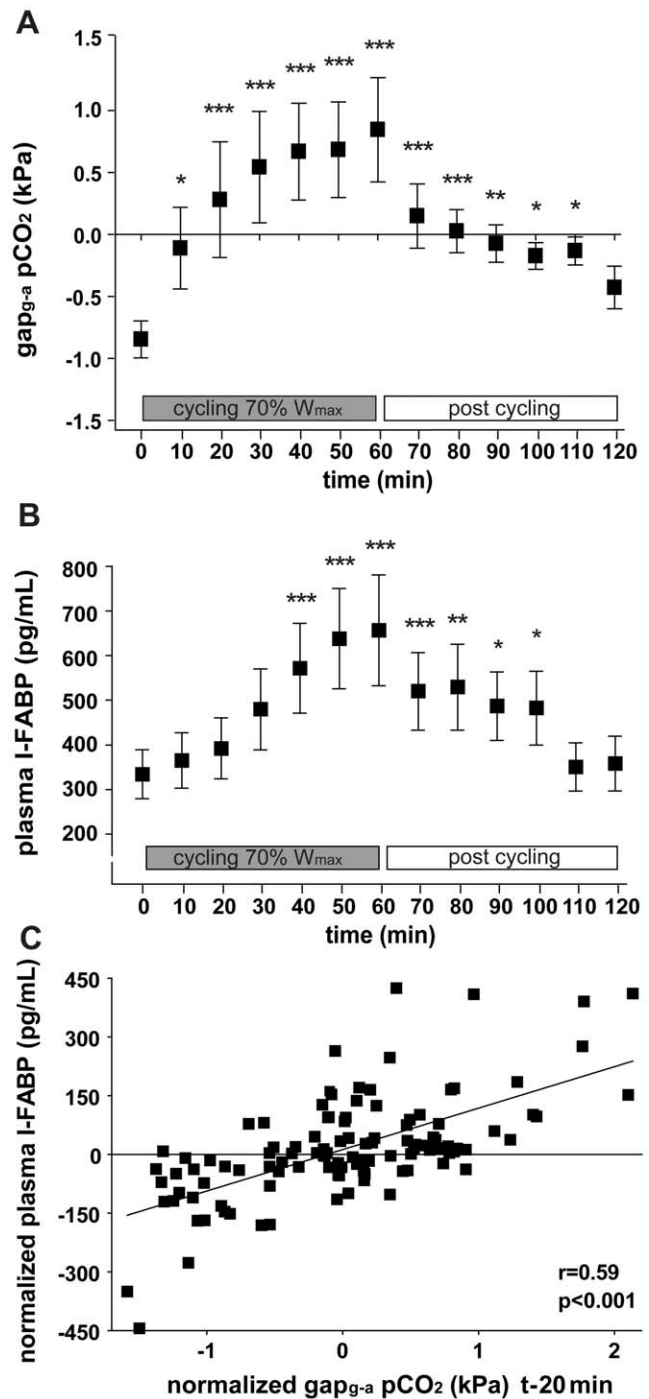 A
gap g-a pCO2 (kPa)
1.5
1.0
0.5
0.0
-0.5
-1.0
-1.5
* *** *** *** *** *** *** *** ** * *
cycling 70% Wmax post cycling
0 10 20 30 40 50 60 70 80 90 100 110 120
time (min)
B
plasma I-FABP (pg/mL)
800
700
600
500
400
300
200
*** *** *** *** ** * *
cycling 70% Wmax post cycling
0 10 20 30 40 50 60 70 80 90 100 110 120
time (min)
C
normalized plasma I-FABP (pg/mL)
450
300
150
0
-150
-300
-450
r=0.59
p<0.001
-1 0 1 2
normalized gap g-a pCO2 (kPa) t-20 min